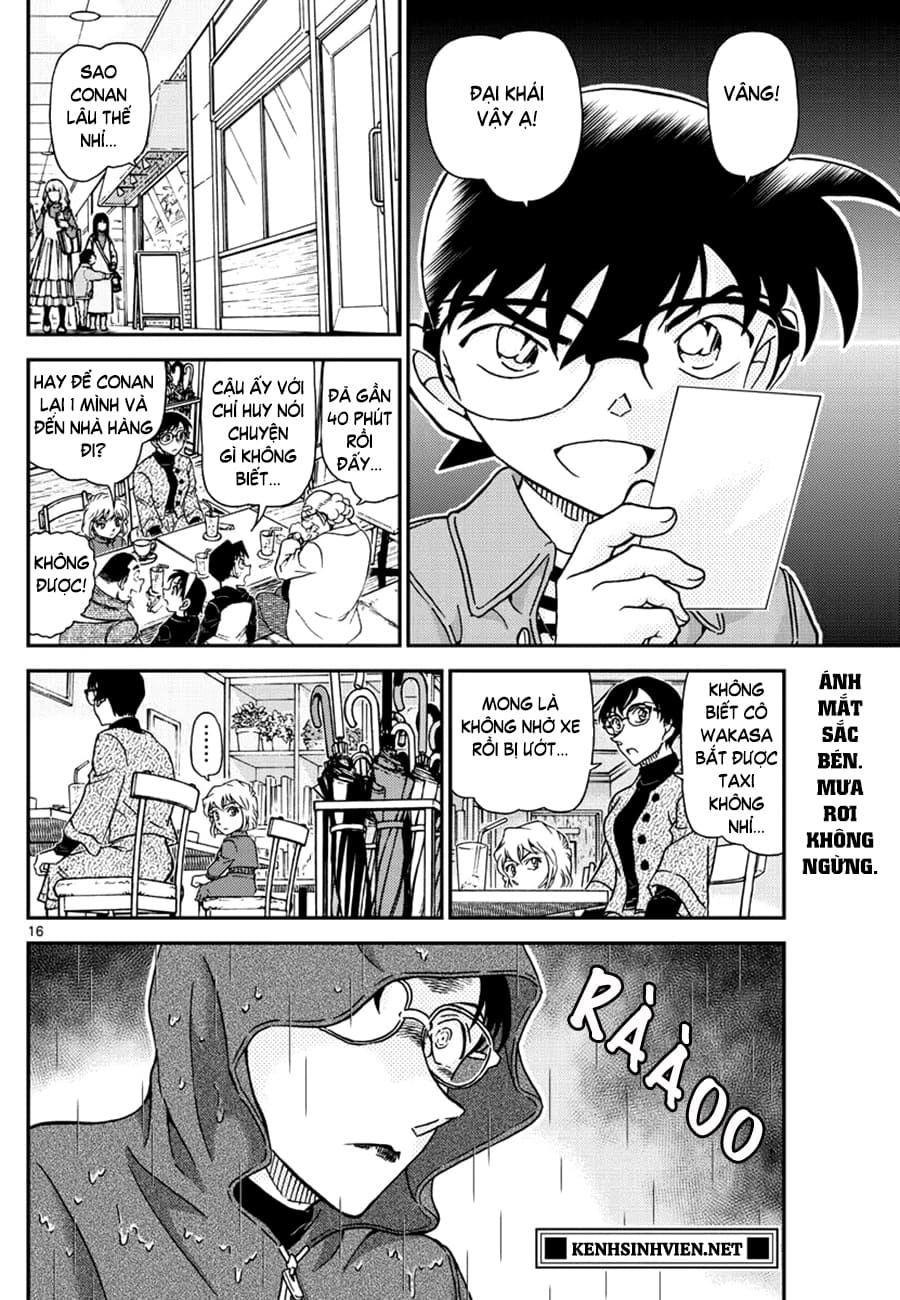 VÂNG!
ĐẠI KHÁI
VẬY Ạ!
SAO
CONAN
LÂU THẾ
NHỈ...
ĐÃ GẦN
40 PHÚT
RỒI
ĐẤY...
CẬU ẤY VỚI
CHỈ HUY NÓI
CHUYỆN
GÌ KHÔNG
BIẾT...
HAY ĐỂ CONAN
LẠI 1 MÌNH VÀ
ĐẾN NHÀ HÀNG
ĐI?
KHÔNG
ĐƯỢC!
KHÔNG
BIẾT CÔ
WAKASA
BẮT ĐƯỢC
TAXI
KHÔNG
NHỈ...
MONG LÀ
KHÔNG NHỜ XE
RỒI BỊ ƯỚT...
......
ÁNH
MẮT
SẮC
BÉN.
MƯA
RƠI
KHÔNG
NGỪNG.
16
RÀÀOO
KENHSINHVIEN.NET